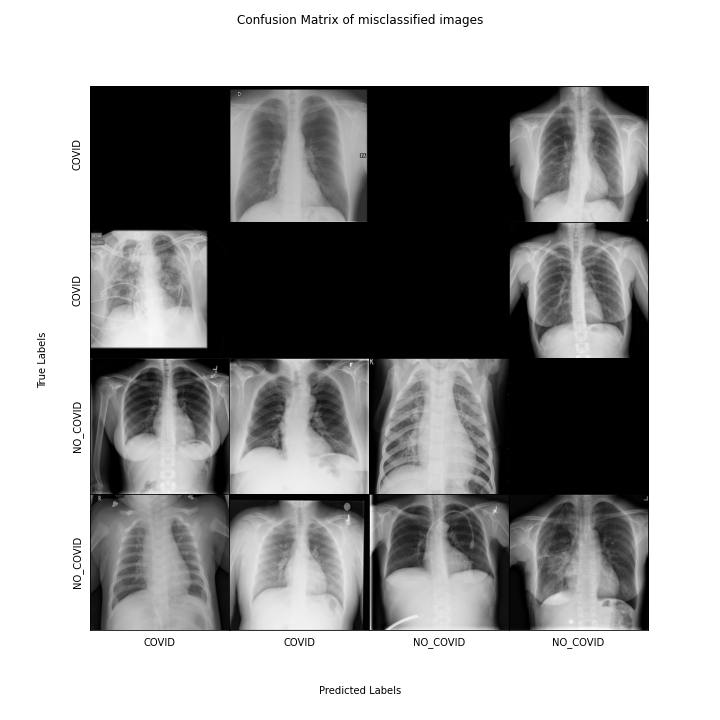 Confusion Matrix of misclassified images
COVID
COVID
NO_COVID
NO_COVID
True Labels
COVID
COVID
NO_COVID
NO_COVID
Predicted Labels